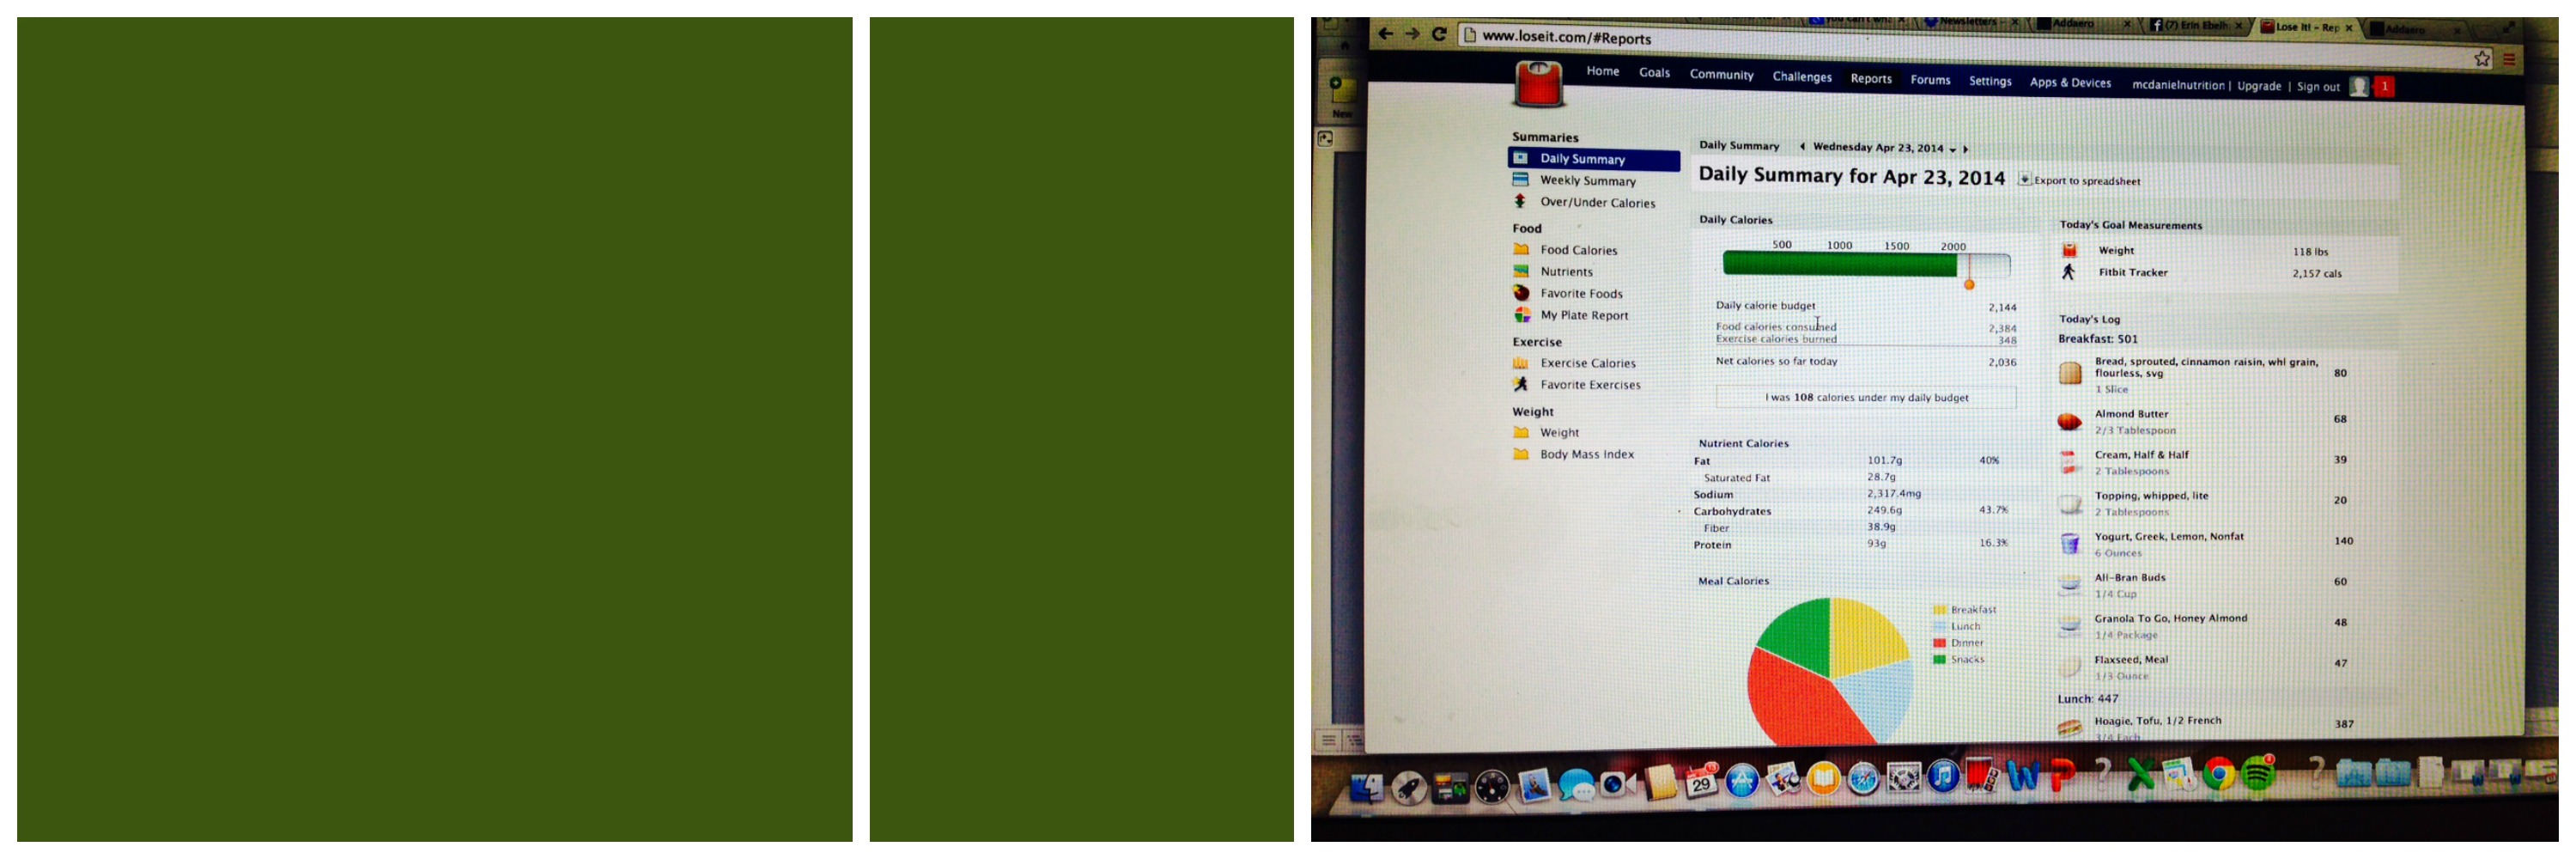 you can't wh
Newsletters -
Addaero
(7) Erin Ebelh
Lose It! - Rep
Addaero
www.loseit.com/#Reports
New
Home Goals Community Challenges Reports Forums Settings Apps & Devices mcdanielnutrition | Upgrade | Sign out 1
Summaries
Daily Summary
Weekly Summary
Over/Under Calories
Food
Food Calories
Nutrients
Favorite Foods
My Plate Report
Exercise
Exercise Calories
Favorite Exercises
Weight
Weight
Body Mass Index
Daily Summary Wednesday Apr 23, 2014
Daily Summary for Apr 23, 2014 Export to spreadsheet
Daily Calories
500 1000 1500 2000
Daily calorie budget 2,144
Food calories consumed 2,384
Exercise calories burned 348
Net calories so far today 2,036
I was 108 calories under my daily budget
Nutrient Calories
Fat 101.7g 40%
Saturated Fat 28.7g
Sodium 2,317.4mg
Carbohydrates 249.6g 43.7%
Fiber 38.9g
Protein 93g 16.3%
Meal Calories
Breakfast
Lunch
Dinner
Snacks
Today's Goal Measurements
Weight 118 lbs
Fitbit Tracker 2,157 cals
Today's Log
Breakfast: 501
Bread, sprouted, cinnamon raisin, whl grain,
flourless, svg 80
1 Slice
Almond Butter 68
2/3 Tablespoon
Cream, Half & Half 39
2 Tablespoons
Topping, whipped, lite 20
2 Tablespoons
Yogurt, Greek, Lemon, Nonfat 140
6 Ounces
All-Bran Buds 60
1/4 Cup
Granola To Go, Honey Almond 48
1/4 Package
Flaxseed, Meal 47
1/3 Ounce
Lunch: 447
Hoagie, Tofu, 1/2 French 387
3/4 Each
29